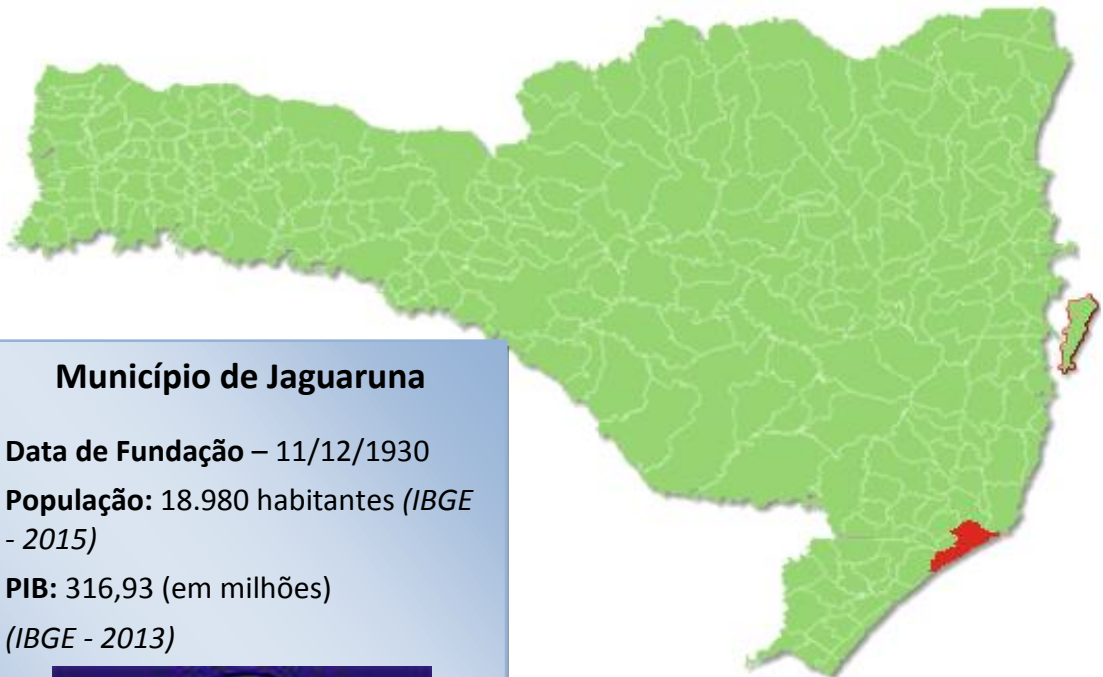 Município de Jaguaruna
Data de Fundação – 11/12/1930
População: 18.980 habitantes (IBGE
- 2015)
PIB: 316,93 (em milhões)
(IBGE - 2013)